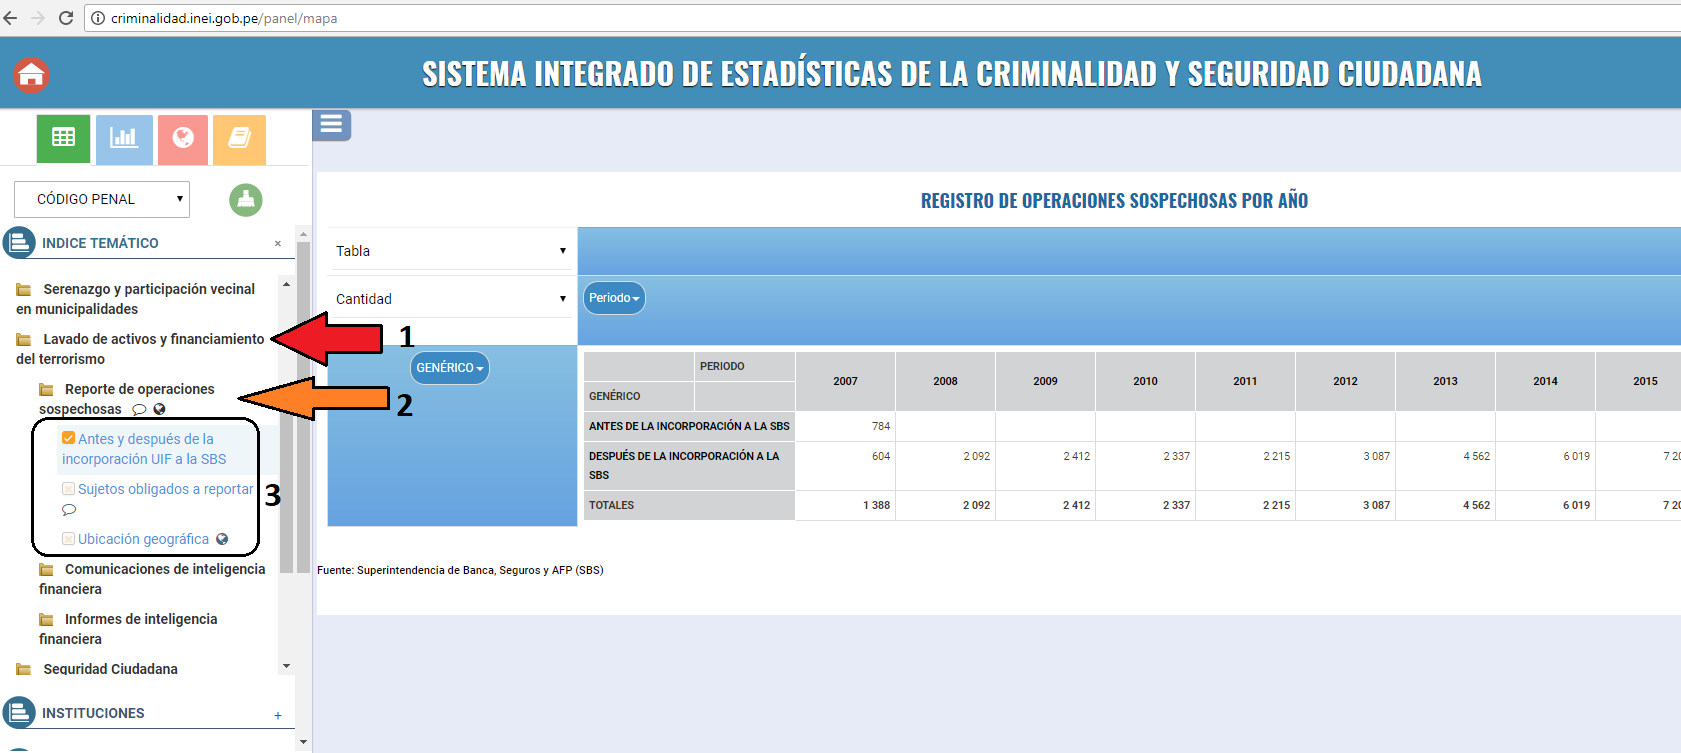 criminalidad.inei.gob.pe/panel/mapa
SISTEMA INTEGRADO DE ESTADÍSTICAS DE LA CRIMINALIDAD Y SEGURIDAD CIUDADANA
CÓDIGO PENAL
INDICE TEMÁTICO ×
Serenazgo y participación vecinal
en municipalidades
Lavado de activos y financiamiento
del terrorismo
1
Reporte de operaciones
sospechosas
2
Antes y después de la
incorporación UIF a la SBS
Sujetos obligados a reportar
3
Ubicación geográfica
Comunicaciones de inteligencia
financiera
Informes de inteligencia
financiera
Seguridad Ciudadana
INSTITUCIONES +
REGISTRO DE OPERACIONES SOSPECHOSAS POR AÑO
Tabla
Cantidad
Periodo
GENÉRICO
PERIODO
GENÉRICO
2007 2008 2009 2010 2011 2012 2013 2014 2015
ANTES DE LA INCORPORACIÓN A LA SBS 784
DESPUÉS DE LA INCORPORACIÓN A LA 604 2 092 2 412 2 337 2 215 3 087 4 562 6 019 7 20
SBS
TOTALES 1 388 2 092 2 412 2 337 2 215 3 087 4 562 6 019 7 20
Fuente: Superintendencia de Banca, Seguros y AFP (SBS)